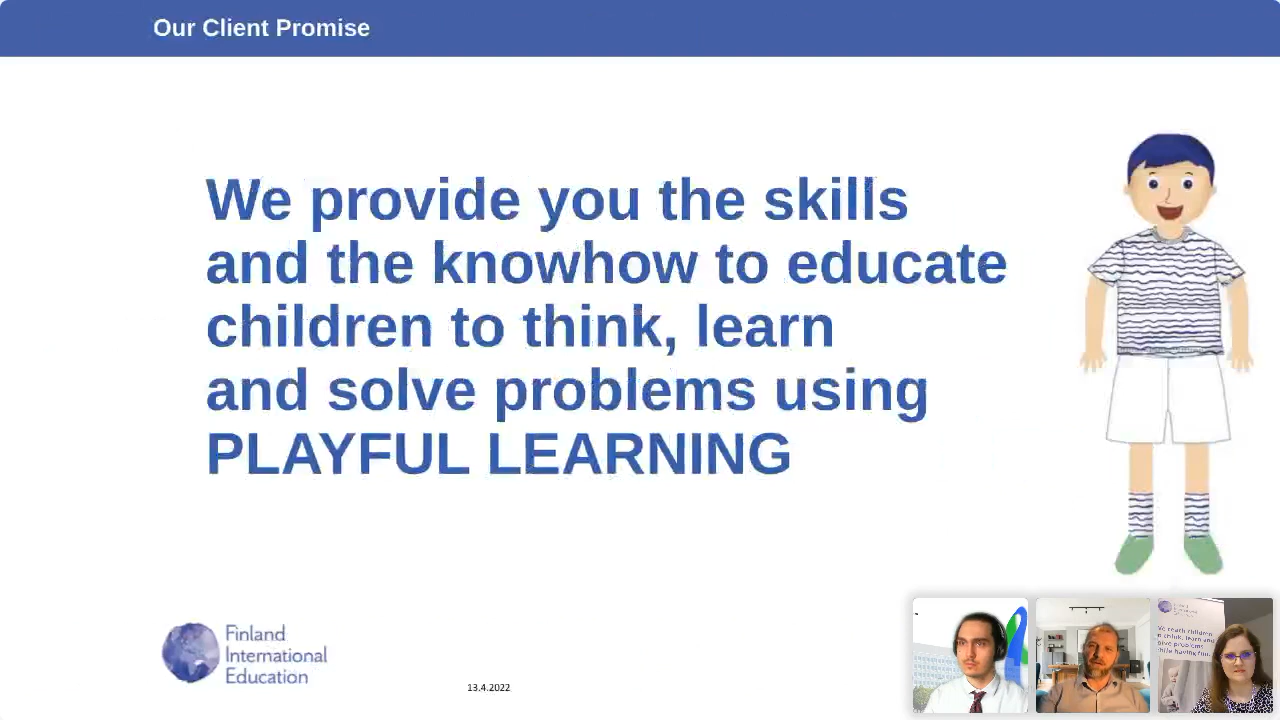 Our Client Promise
We provide you the skills
and the knowhow to educate
children to think, learn
and solve problems using
PLAYFUL LEARNING
Finland
International
Education
13.4.2022